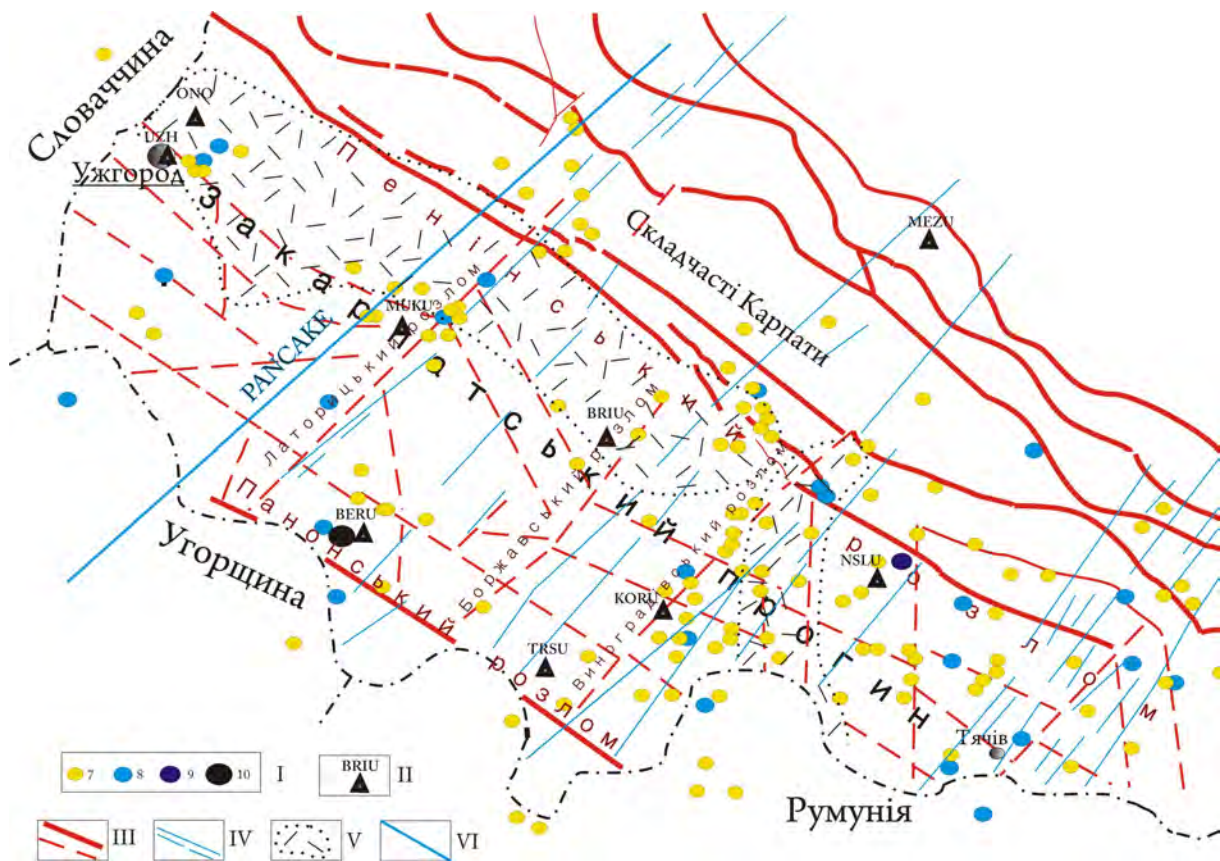 Словаччина
ONO
UZH
Ужгород
Закарпатський прогин
Пенінський розлом
Складчасті Карпати
MEZU
MUKU
PANCAKE
Латорицький розлом
BRIU
Боржавський розлом
BERU
Паннонський розлом
Угорщина
Виноградівський розлом
NSLU
KORU
TRSU
Тячів
Румунія
7 8 9 10 I
BRIU II
III IV V VI